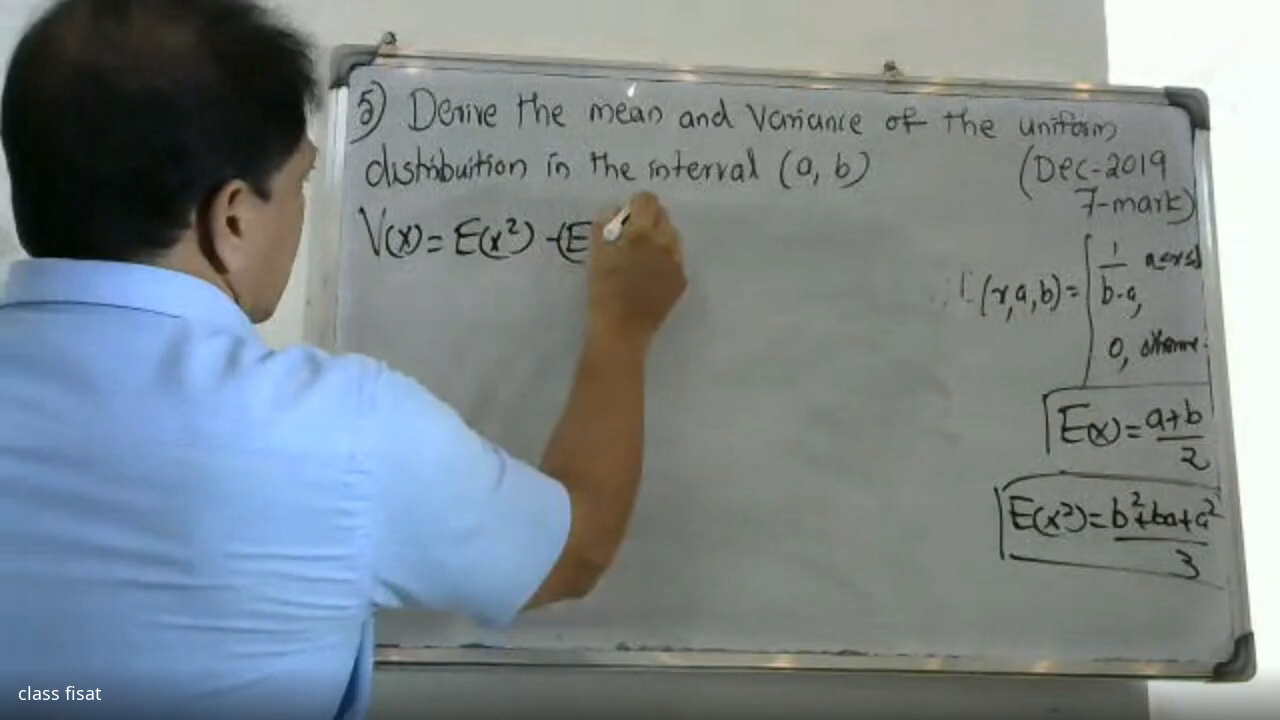 5) Derive the mean and variance of the uniform
distribuition in the interval (a, b)
(Dec-2019
7-mark)
V(x) = E(x²) - (E
(x, a, b) = 1/b-a,
0,
E(x) = a+b/2
E(x²) = b²+ba+a²/3
class fisat